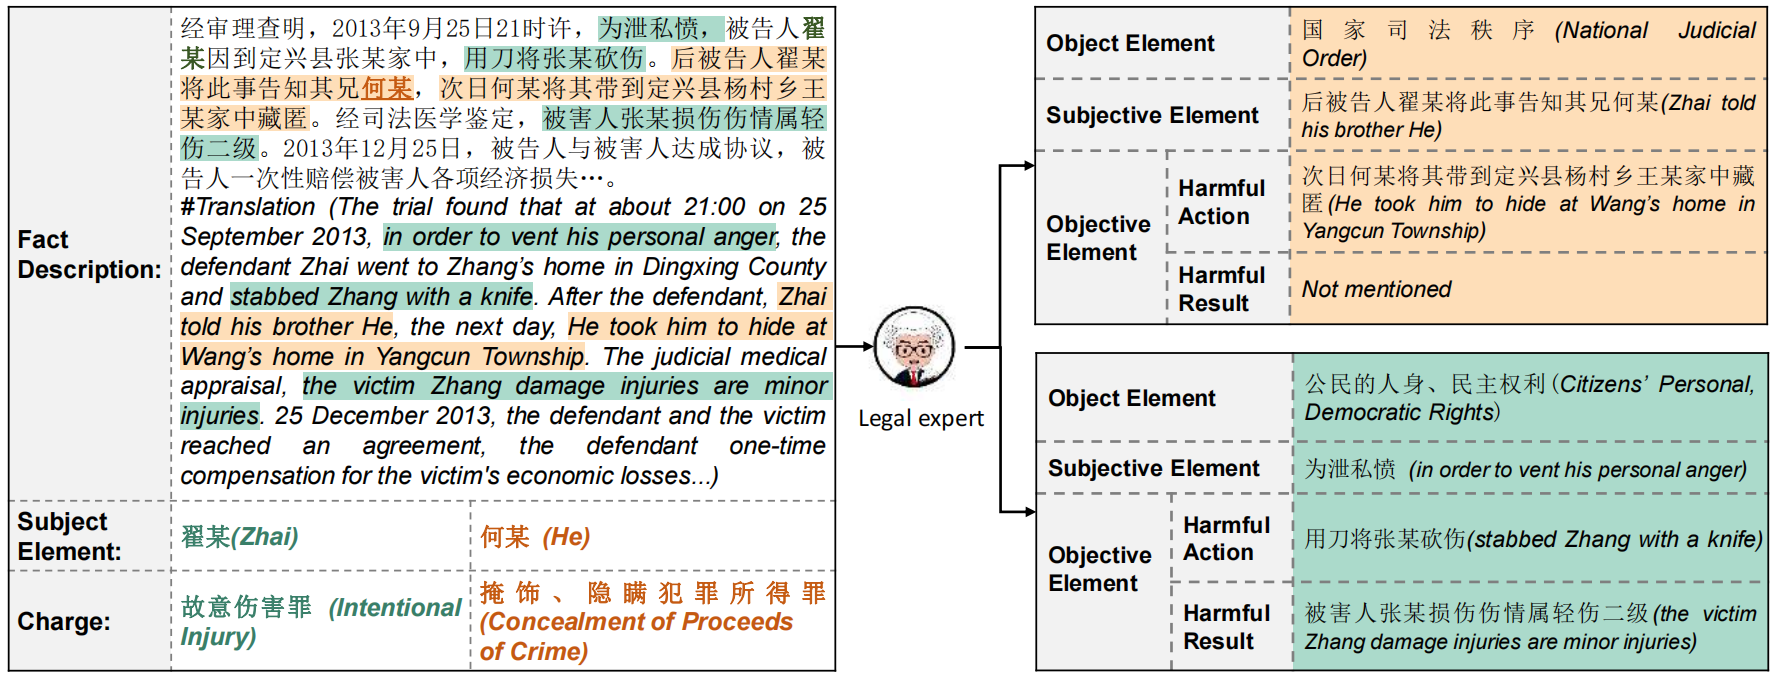 Fact Description:
经审理查明，2013年9月25日21时许，为泄私愤，被告人翟
某因到定兴县张某家中，用刀将张某砍伤。后被告人翟某
将此事告知其兄何某，次日何某将其带到定兴县杨村乡王
某家中藏匿。经司法医学鉴定，被害人张某损伤伤情属轻
伤二级。2013年12月25日，被告人与被害人达成协议，被
告人一次性赔偿被害人各项经济损失…。
#Translation (The trial found that at about 21:00 on 25
September 2013, in order to vent his personal anger, the
defendant Zhai went to Zhang's home in Dingxing County
and stabbed Zhang with a knife. After the defendant, Zhai
told his brother He, the next day, He took him to hide at
Wang's home in Yangcun Township. The judicial medical
appraisal, the victim Zhang damage injuries are minor
injuries. 25 December 2013, the defendant and the victim
reached an agreement, the defendant one-time
compensation for the victim's economic losses...)
Subject
Element:
翟某(Zhai)
何某 (He)
Charge:
故意伤害罪 (Intentional
Injury)
掩饰、隐瞒犯罪所得罪
(Concealment of Proceeds
of Crime)
Legal expert
Object Element
国家司法秩序(National Judicial
Order)
Subjective Element
后被告人翟某将此事告知其兄何某(Zhai told
his brother He)
Objective
Element
Harmful
Action
次日何某将其带到定兴县杨村乡王某家中藏
匿(He took him to hide at Wang's home in
Yangcun Township)
Harmful
Result
Not mentioned
Object Element
公民的人身、民主权利(Citizens' Personal,
Democratic Rights)
Subjective Element
为泄私愤 (in order to vent his personal anger)
Objective
Element
Harmful
Action
用刀将张某砍伤(stabbed Zhang with a knife)
Harmful
Result
被害人张某损伤伤情属轻伤二级(the victim
Zhang damage injuries are minor injuries)